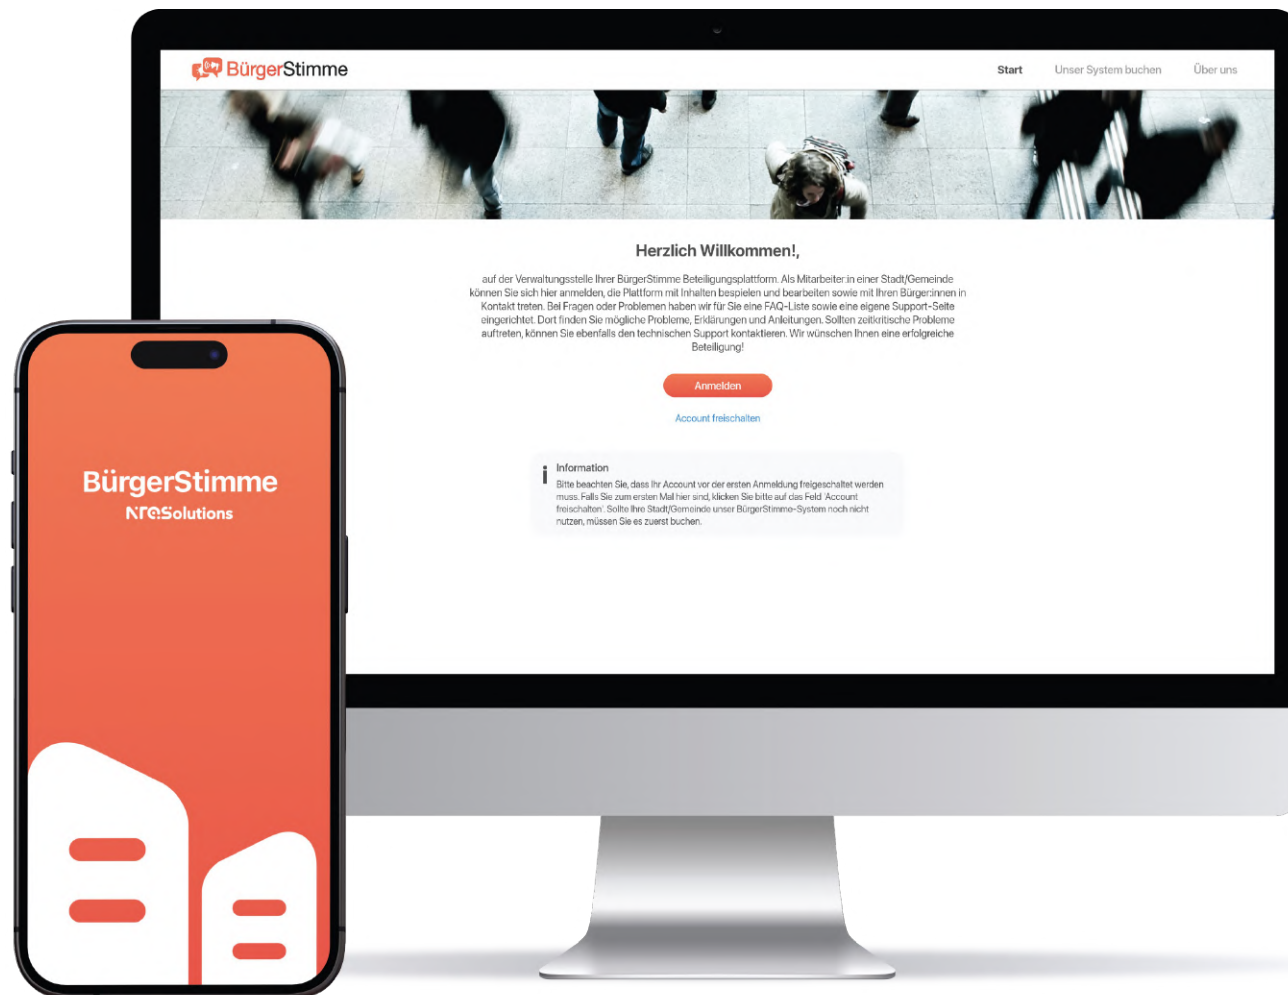 BürgerStimme
Start Unser System buchen Über uns
Herzlich Willkommen!,
auf der Verwaltungsstelle Ihrer BürgerStimme Beteiligungsplattform. Als Mitarbeiter:in einer Stadt/Gemeinde
können Sie sich hier anmelden, die Plattform mit Inhalten bespielen und bearbeiten sowie mit Ihren Bürger:innen in
Kontakt treten. Bei Fragen oder Problemen haben wir für Sie eine FAQ-Liste sowie eine eigene Support-Seite
eingerichtet. Dort finden Sie mögliche Probleme, Erklärungen und Anleitungen. Sollten zeitkritische Probleme
auftreten, können Sie ebenfalls den technischen Support kontaktieren. Wir wünschen Ihnen eine erfolgreiche
Beteiligung!
Anmelden
Account freischalten
Information
Bitte beachten Sie, dass Ihr Account vor der ersten Anmeldung freigeschaltet werden
muss. Falls Sie zum ersten Mal hier sind, klicken Sie bitte auf das Feld 'Account
freischalten'. Sollte Ihre Stadt/Gemeinde unser BürgerStimme-System noch nicht
nutzen, müssen Sie es zuerst buchen.
BürgerStimme
NTQSolutions